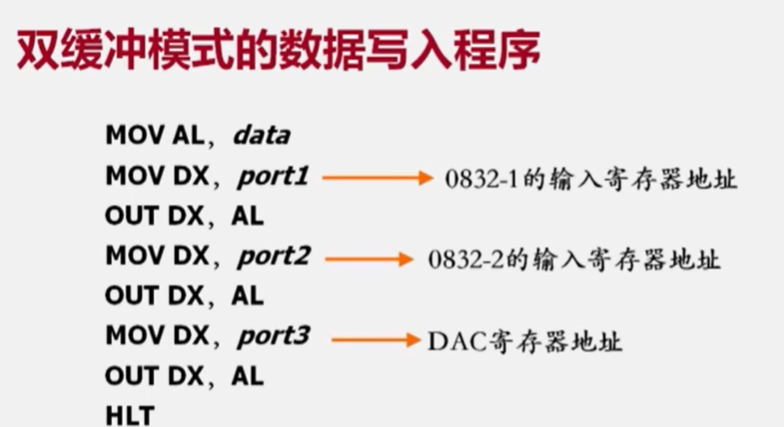 双缓冲模式的数据写入程序
MOV AL，data
MOV DX，port1 0832-1的输入寄存器地址
OUT DX，AL
MOV DX，port2 0832-2的输入寄存器地址
OUT DX，AL
MOV DX，port3 DAC寄存器地址
OUT DX，AL
HLT